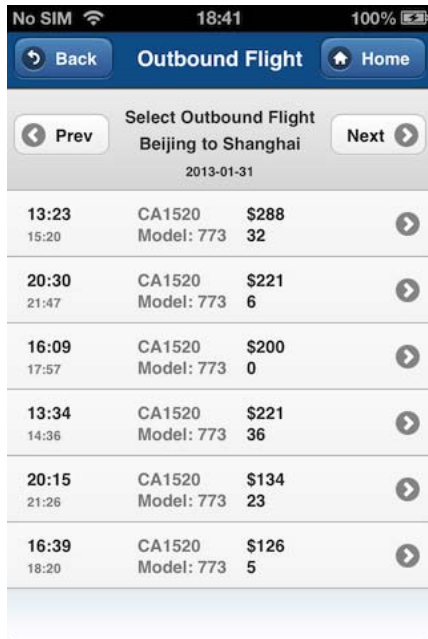 No SIM 18:41 100%
Back Outbound Flight Home
Select Outbound Flight
Prev Beijing to Shanghai Next
2013-01-31
13:23 CA1520 $288
15:20 Model: 773 32
20:30 CA1520 $221
21:47 Model: 773 6
16:09 CA1520 $200
17:57 Model: 773 0
13:34 CA1520 $221
14:36 Model: 773 36
20:15 CA1520 $134
21:26 Model: 773 23
16:39 CA1520 $126
18:20 Model: 773 5